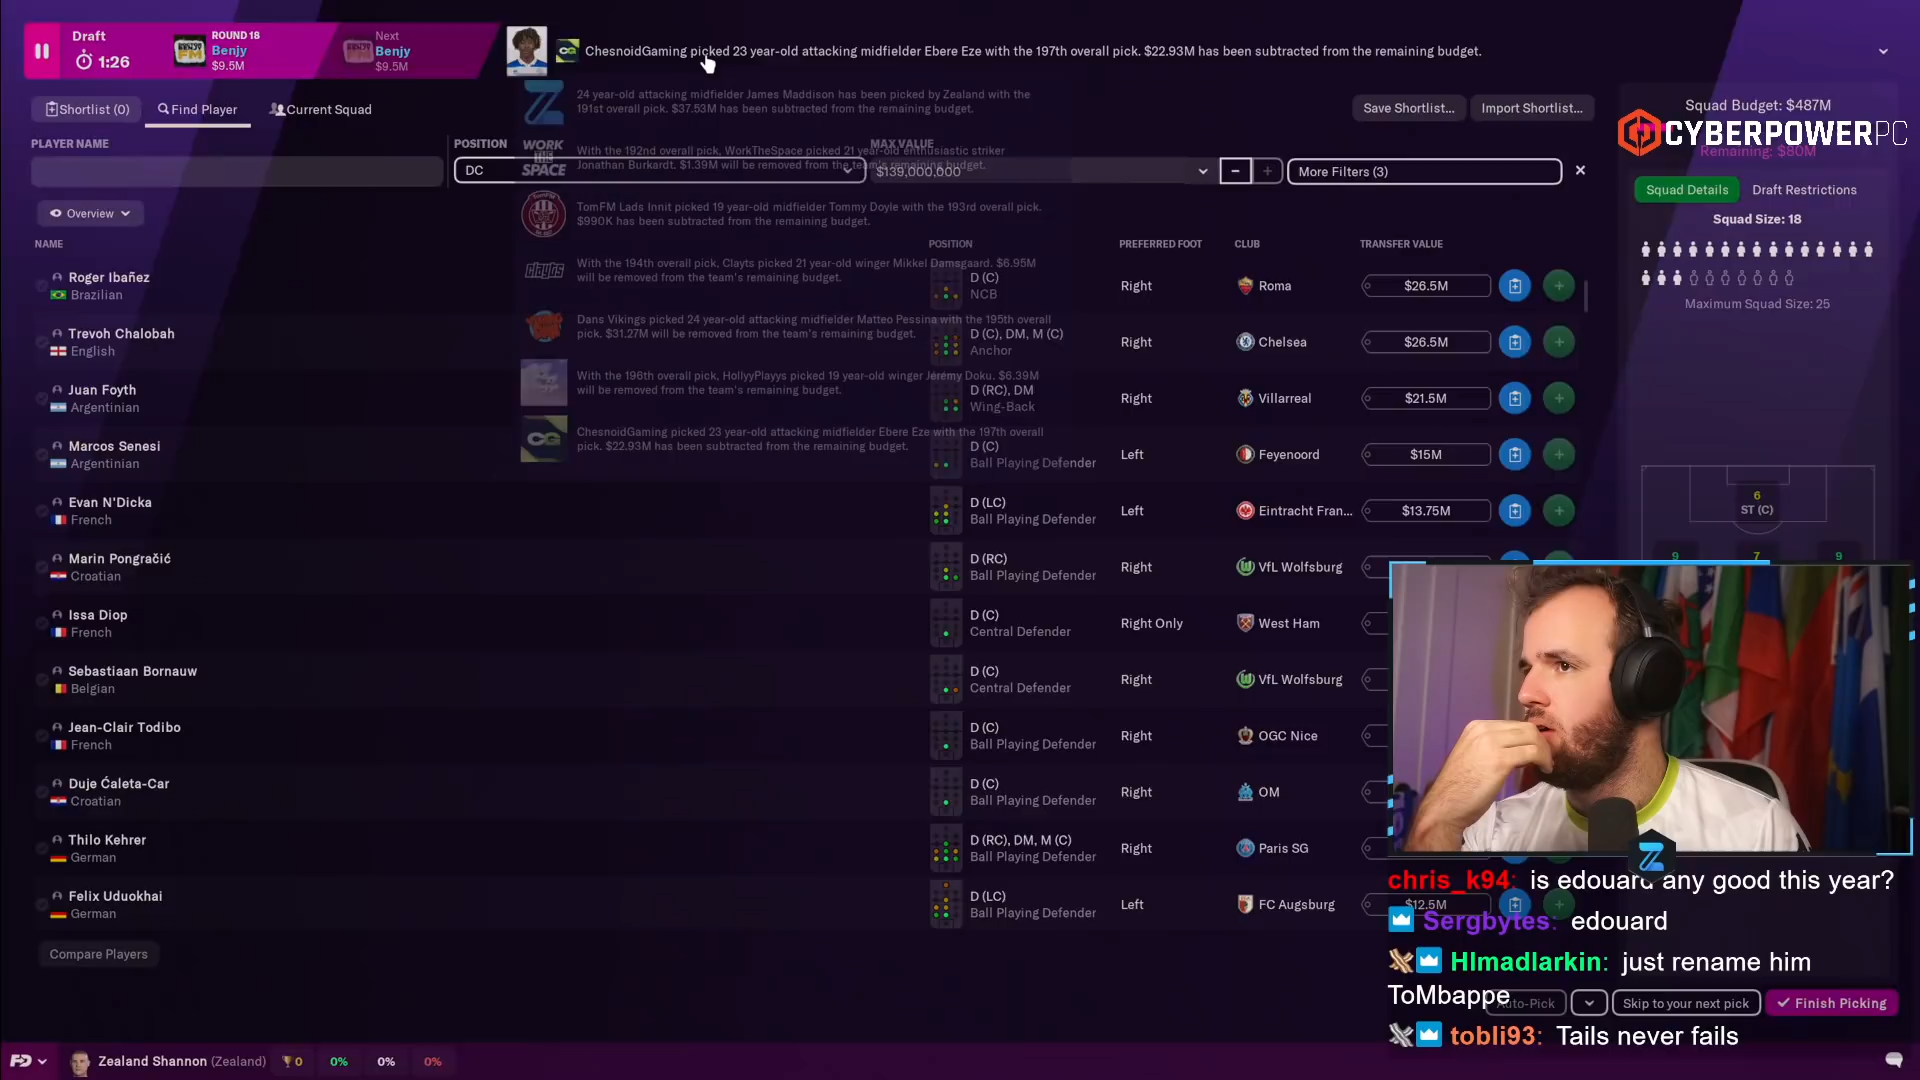 Draft
1:26
ROUND 18
Benjy
$9.5M
Next
Benjy
$9.5M
ChesnoidGaming picked 23 year-old attacking midfielder Ebere Eze with the 197th overall pick. $22.93M has been subtracted from the remaining budget.
Shortlist (0)
Find Player
Current Squad
24 year-old attacking midfielder James Maddison has been picked by Zealand with the
191st overall pick. $37.53M has been subtracted from the remaining budget.
Save Shortlist...
Import Shortlist...
Squad Budget: $487M
CYBERPOWERPC
Remaining: $80M
PLAYER NAME
POSITION
MAX VALUE
WORK
THE
SPACE
With the 192nd overall pick, WorkTheSpace picked 21 year-old enthusiastic striker
Jonathan Burkardt. $1.39M will be removed from the team's remaining budget.
DC
$139,000,000
More Filters (3)
Squad Details
Draft Restrictions
Squad Size: 18
Maximum Squad Size: 25
Overview
TomFM Lads Innit picked 19 year-old midfielder Tommy Doyle with the 193rd overall pick.
$990K has been subtracted from the remaining budget.
NAME
POSITION
PREFERRED FOOT
CLUB
TRANSFER VALUE
clayts
With the 194th overall pick, Clayts picked 21 year-old winger Mikkel Damsgaard. $6.95M
will be removed from the team's remaining budget.
Roger Ibañez
Brazilian
D (C)
NCB
Right
Roma
$26.5M
Dans Vikings picked 24 year-old attacking midfielder Matteo Pessina with the 195th overall
pick. $31.27M will be removed from the team's remaining budget.
Trevoh Chalobah
English
D (C), DM, M (C)
Anchor
Right
Chelsea
$26.5M
With the 196th overall pick, HollyyPlayys picked 19 year-old winger Jérémy Doku. $6.39M
will be removed from the team's remaining budget.
Juan Foyth
Argentinian
D (RC), DM
Wing-Back
Right
Villarreal
$21.5M
CG
ChesnoidGaming picked 23 year-old attacking midfielder Ebere Eze with the 197th overall
pick. $22.93M has been subtracted from the remaining budget.
Marcos Senesi
Argentinian
D (C)
Ball Playing Defender
Left
Feyenoord
$15M
Evan N'Dicka
French
D (LC)
Ball Playing Defender
Left
Eintracht Fran...
$13.75M
6
ST (C)
9
7
9
Marin Pongračić
Croatian
D (RC)
Ball Playing Defender
Right
VfL Wolfsburg
Issa Diop
French
D (C)
Central Defender
Right Only
West Ham
Sebastiaan Bornauw
Belgian
D (C)
Central Defender
Right
VfL Wolfsburg
Jean-Clair Todibo
French
D (C)
Ball Playing Defender
Right
OGC Nice
Duje Ćaleta-Car
Croatian
D (C)
Ball Playing Defender
Right
OM
Thilo Kehrer
German
D (RC), DM, M (C)
Ball Playing Defender
Right
Paris SG
Felix Uduokhai
German
D (LC)
Ball Playing Defender
Left
FC Augsburg
$12.5M
chris_k94: is edouard any good this year?
Sergbytes: edouard
HImadlarkin: just rename him
ToMbappe
tobli93: Tails never fails
Compare Players
Auto-Pick
Skip to your next pick
Finish Picking
FD
Zealand Shannon (Zealand)
0
0%
0%
0%